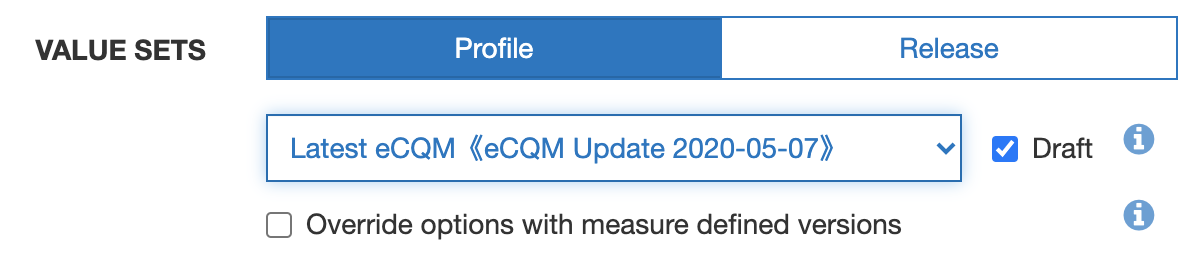 VALUE SETS Profile Release
Latest eCQM《eCQM Update 2020-05-07》 Draft
Override options with measure defined versions